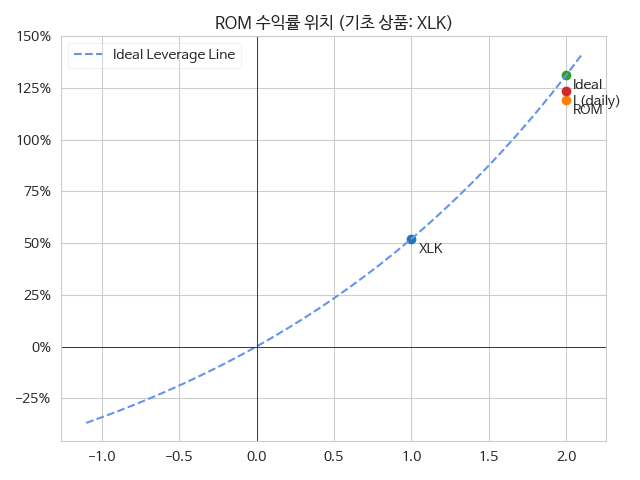 ROM 수익률 위치 (기초 상품: XLK)
150%
125%
100%
75%
50%
25%
0%
−25%
Ideal Leverage Line
Ideal
L(daily)
ROM
XLK
−1.0
−0.5
0.0
0.5
1.0
1.5
2.0